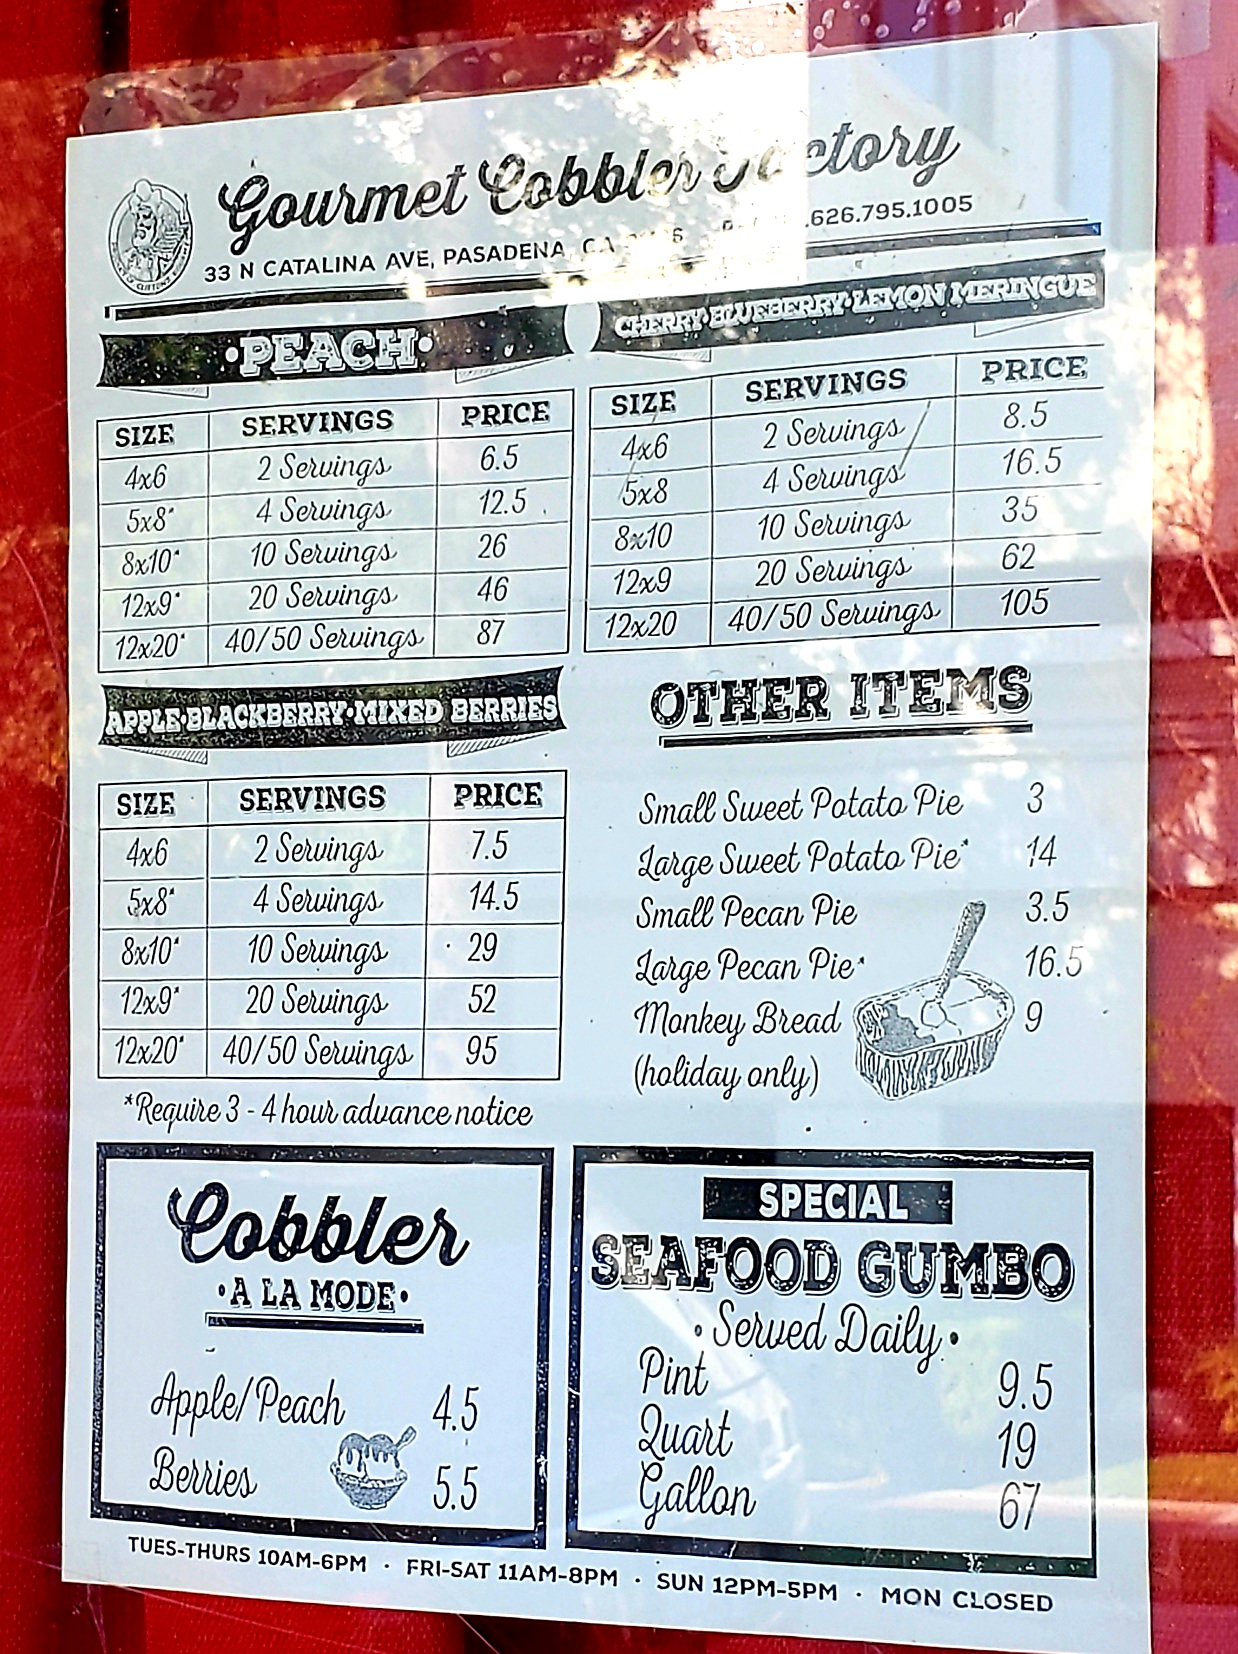 Gourmet Cobbler Factory
33 N CATALINA AVE, PASADENA, CA .626.795.1005
•PEACH•
SIZE SERVINGS PRICE
4x6 2 Servings 6.5
5x8* 4 Servings 12.5
8x10* 10 Servings 26
12x9* 20 Servings 46
12x20* 40/50 Servings 87
CHERRY•BLUEBERRY•LEMON MERINGUE
SIZE SERVINGS PRICE
4x6 2 Servings 8.5
5x8 4 Servings 16.5
8x10 10 Servings 35
12x9 20 Servings 62
12x20 40/50 Servings 105
APPLE•BLACKBERRY•MIXED BERRIES
SIZE SERVINGS PRICE
4x6 2 Servings 7.5
5x8* 4 Servings 14.5
8x10* 10 Servings 29
12x9* 20 Servings 52
12x20* 40/50 Servings 95
*Require 3 - 4 hour advance notice
OTHER ITEMS
Small Sweet Potato Pie 3
Large Sweet Potato Pie* 14
Small Pecan Pie 3.5
Large Pecan Pie* 16.5
Monkey Bread 9
(holiday only)
Cobbler
•A LA MODE•
Apple/Peach 4.5
Berries 5.5
SPECIAL
SEAFOOD GUMBO
•Served Daily•
Pint 9.5
Quart 19
Gallon 67
TUES-THURS 10AM-6PM • FRI-SAT 11AM-8PM • SUN 12PM-5PM • MON CLOSED